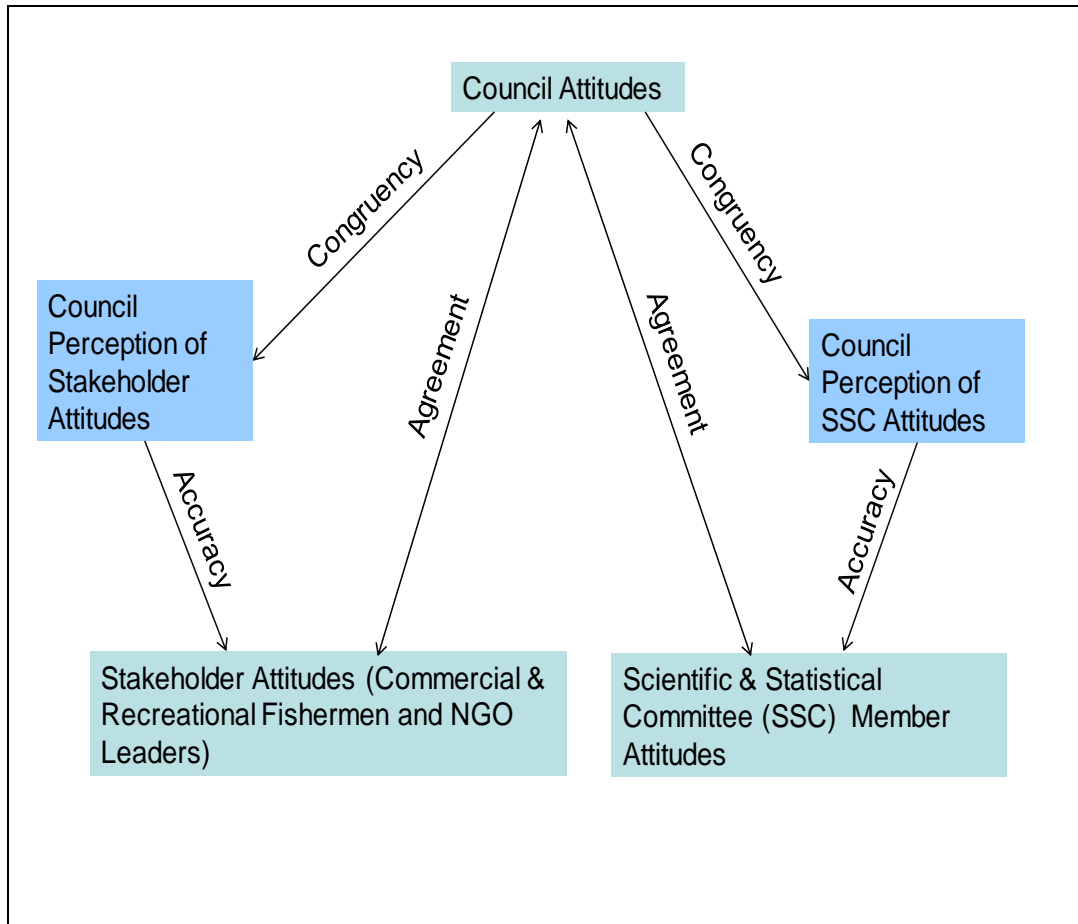 Council Attitudes
Congruency
Congruency
Council
Perception of
Stakeholder
Attitudes
Agreement
Agreement
Council
Perception of
SSC Attitudes
Accuracy
Accuracy
Stakeholder Attitudes (Commercial &
Recreational Fishermen and NGO
Leaders)
Scientific & Statistical
Committee (SSC) Member
Attitudes